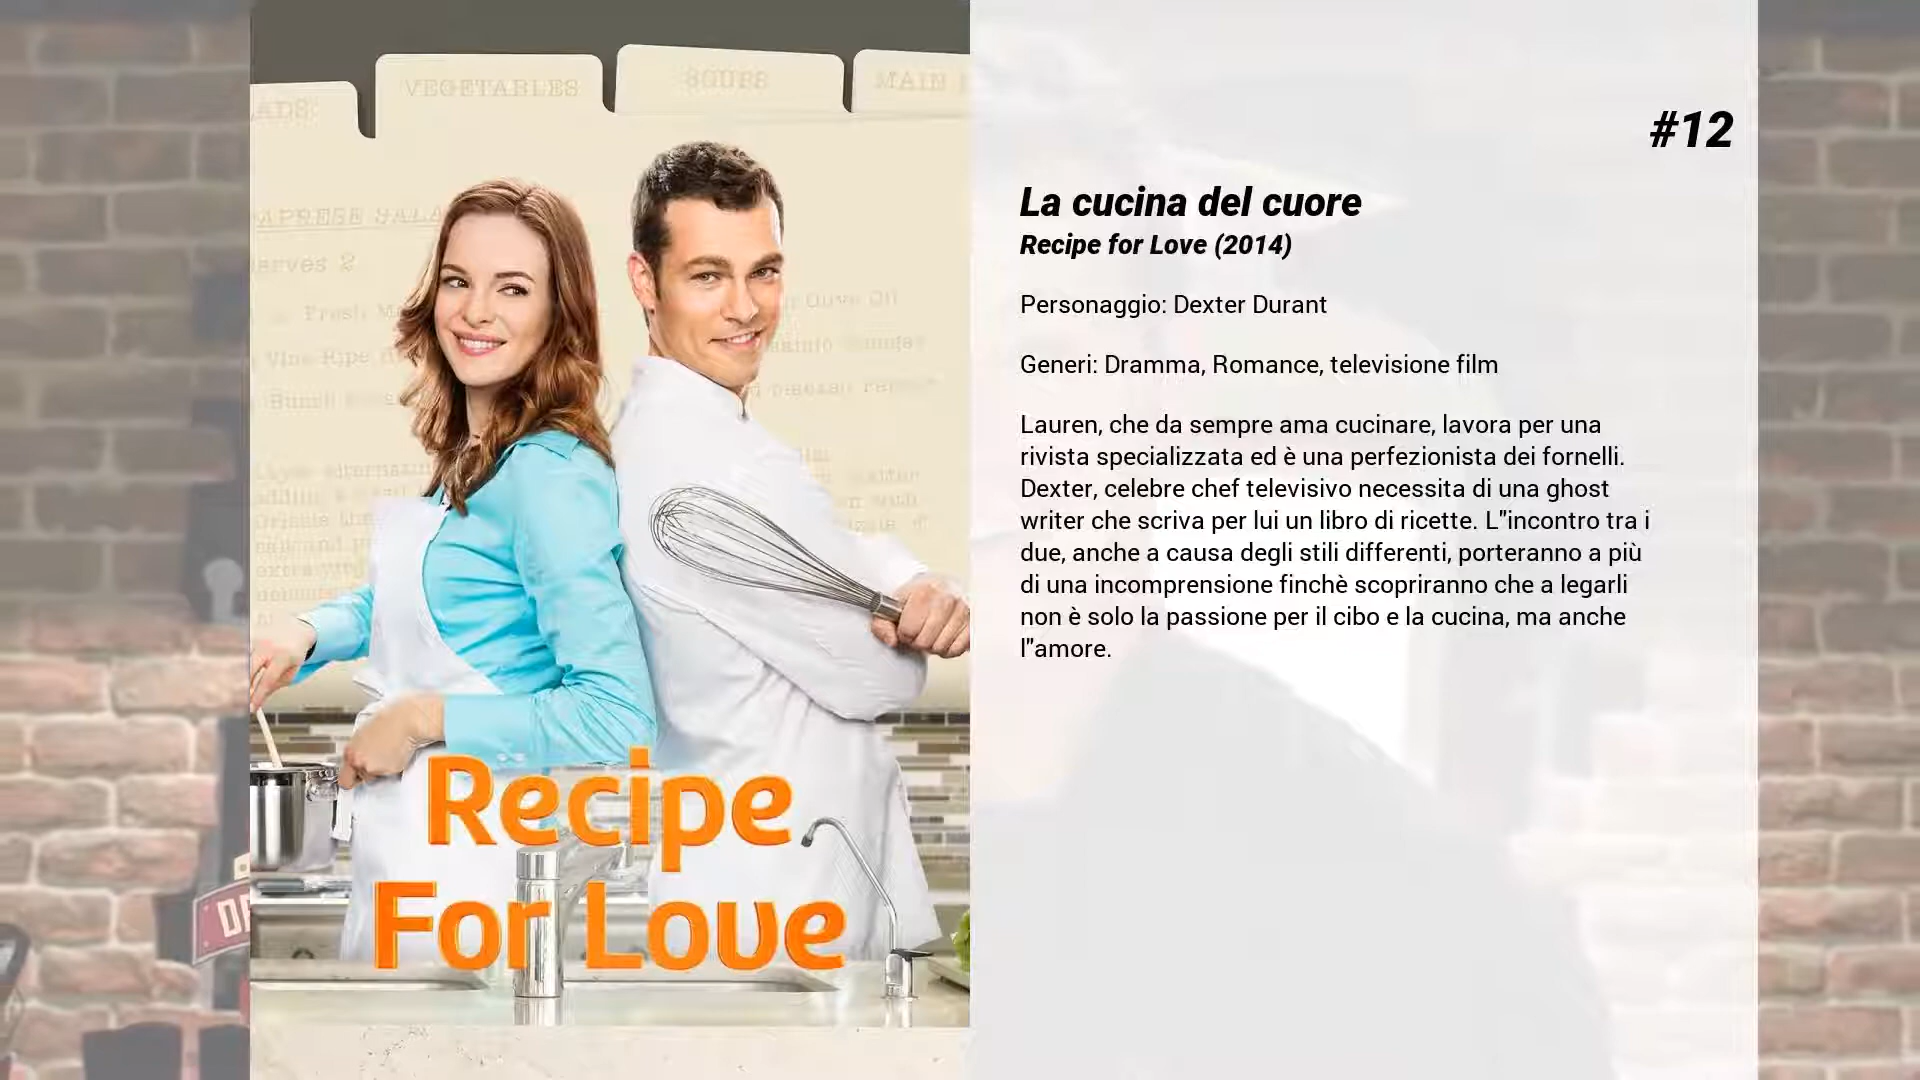 VEGETABLES
SOUPS
MAIN
Recipe
For Love
#12
La cucina del cuore
Recipe for Love (2014)
Personaggio: Dexter Durant
Generi: Dramma, Romance, televisione film
Lauren, che da sempre ama cucinare, lavora per una
rivista specializzata ed è una perfezionista dei fornelli.
Dexter, celebre chef televisivo necessita di una ghost
writer che scriva per lui un libro di ricette. L"incontro tra i
due, anche a causa degli stili differenti, porteranno a più
di una incomprensione finchè scopriranno che a legarli
non è solo la passione per il cibo e la cucina, ma anche
l"amore.